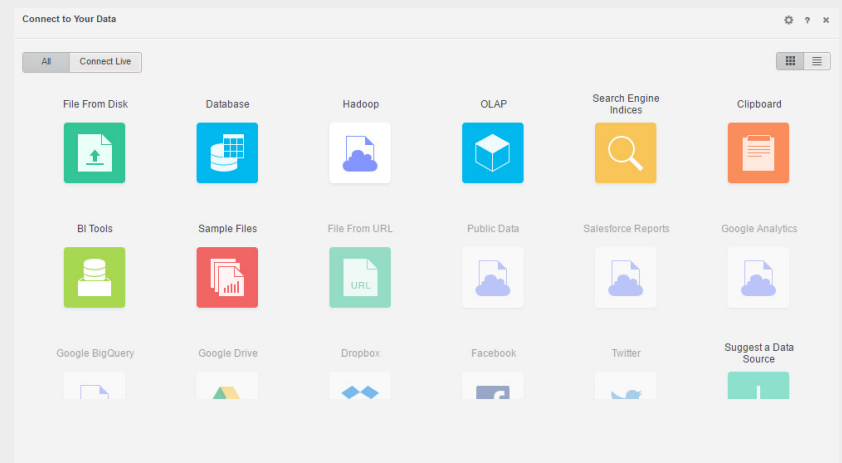 Connect to Your Data
?
All
Connect Live
File From Disk
Database
Hadoop
OLAP
Search Engine
Indices
Clipboard
BI Tools
Sample Files
File From URL
URL
Public Data
Salesforce Reports
Google Analytics
Google BigQuery
Google Drive
Dropbox
Facebook
Twitter
Suggest a Data
Source